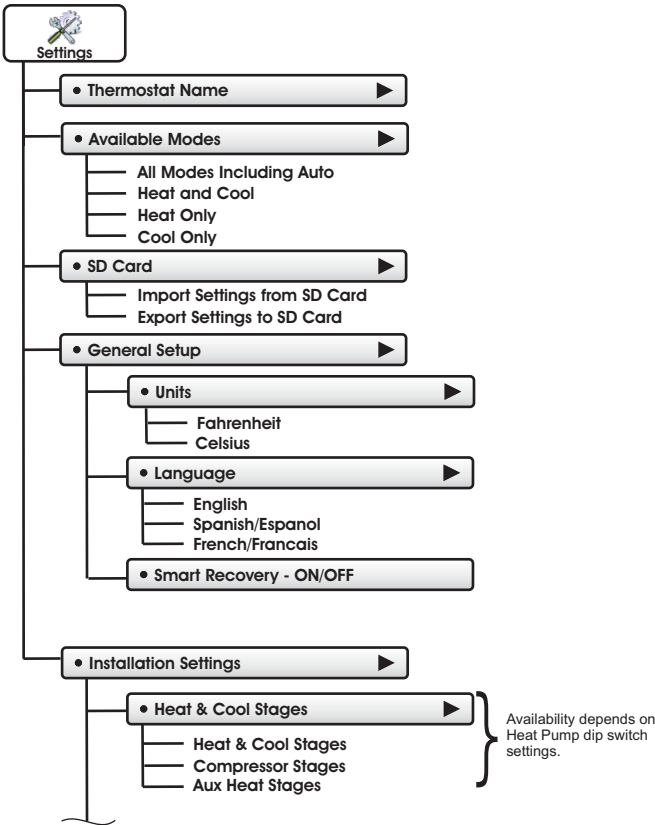 Settings
• Thermostat Name
• Available Modes
All Modes Including Auto
Heat and Cool
Heat Only
Cool Only
• SD Card
Import Settings from SD Card
Export Settings to SD Card
• General Setup
• Units
Fahrenheit
Celsius
• Language
English
Spanish/Espanol
French/Francais
• Smart Recovery - ON/OFF
• Installation Settings
• Heat & Cool Stages
Heat & Cool Stages
Compressor Stages
Aux Heat Stages
Availability depends on
Heat Pump dip switch
settings.